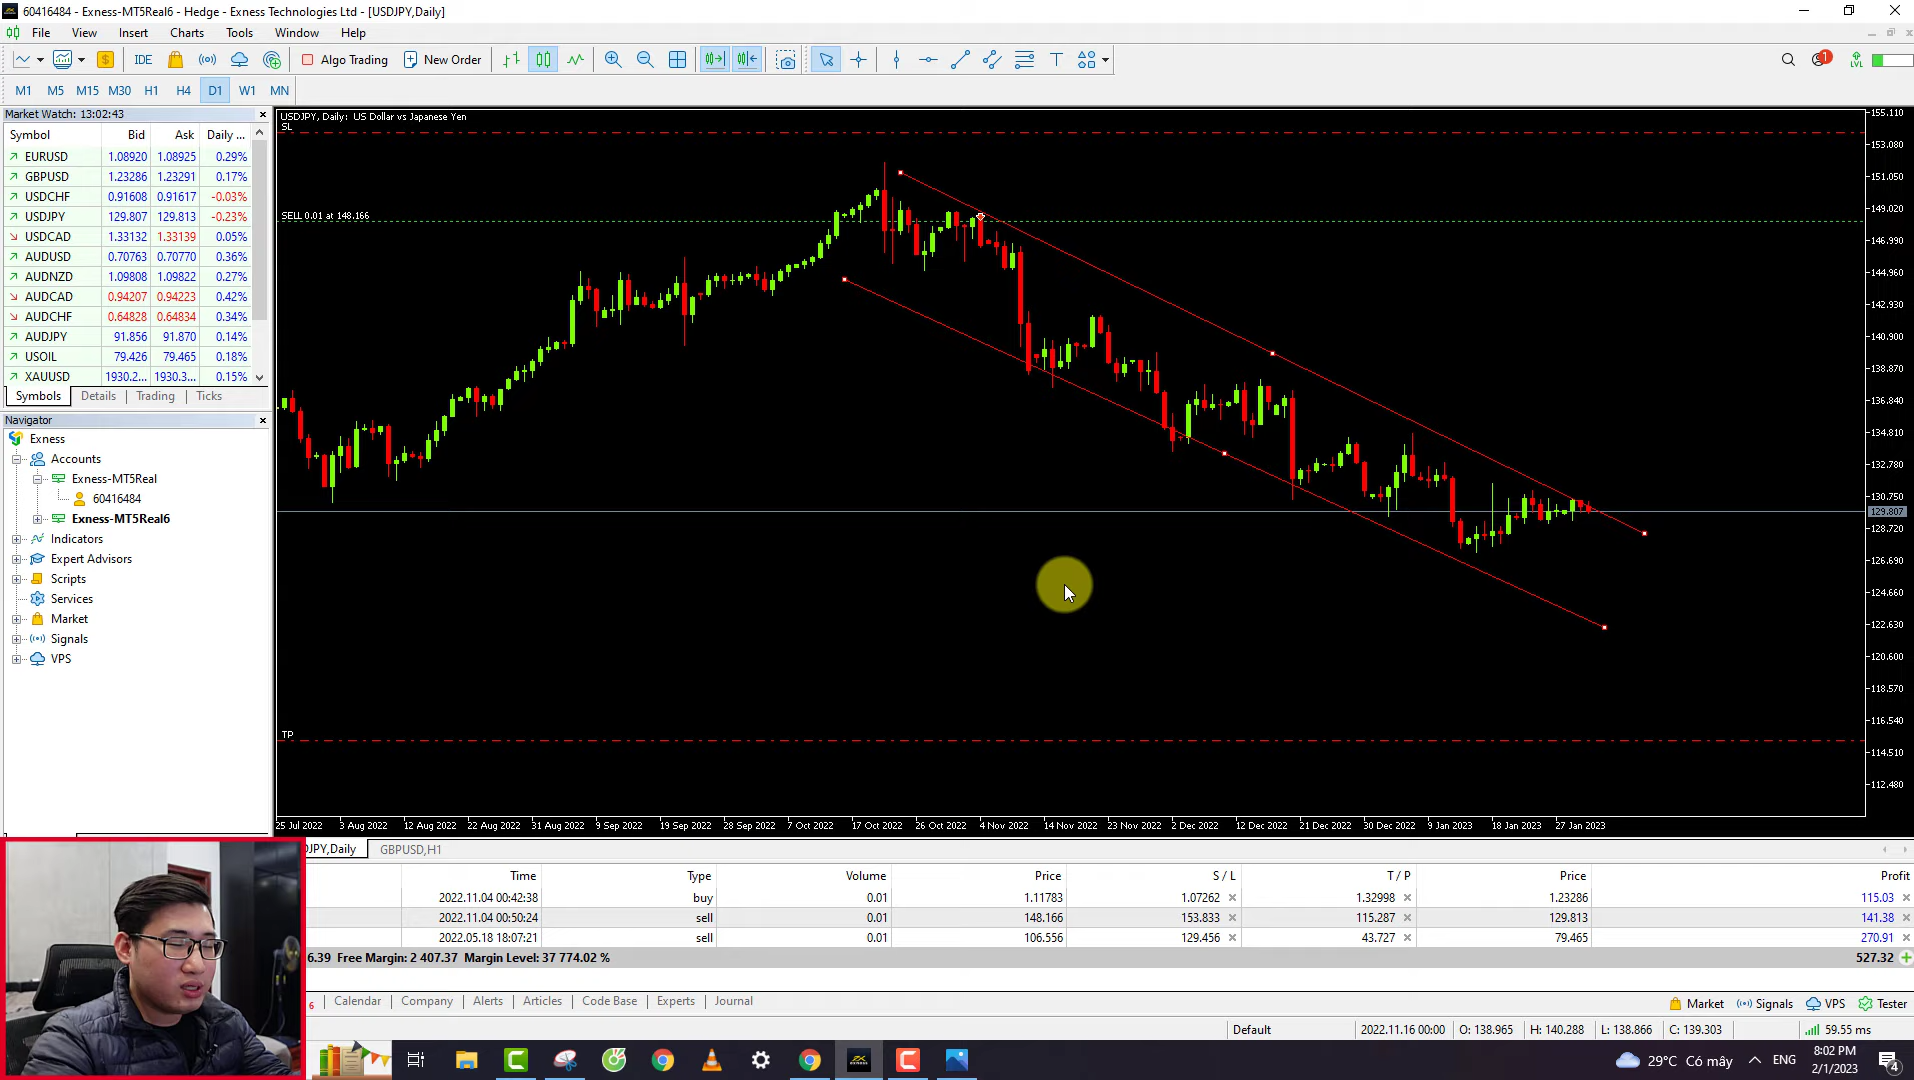 60416484 - Exness-MT5Real6 - Hedge - Exness Technologies Ltd - [USDJPY,Daily]
File View Insert Charts Tools Window Help
IDE Algo Trading New Order 1 LVL
M1 M5 M15 M30 H1 H4 D1 W1 MN
Market Watch: 13:02:43
Symbol Bid Ask Daily ...
EURUSD 1.08920 1.08925 0.29%
GBPUSD 1.23286 1.23291 0.17%
USDCHF 0.91608 0.91617 -0.03%
USDJPY 129.807 129.813 -0.23%
USDCAD 1.33132 1.33139 0.05%
AUDUSD 0.70763 0.70770 0.36%
AUDNZD 1.09808 1.09822 0.27%
AUDCAD 0.94207 0.94223 0.42%
AUDCHF 0.64828 0.64834 0.34%
AUDJPY 91.856 91.870 0.14%
USOIL 79.426 79.465 0.18%
XAUUSD 1930.2... 1930.3... 0.15%
Symbols Details Trading Ticks
Navigator
Exness
Accounts
Exness-MT5Real
60416484
Exness-MT5Real6
Indicators
Expert Advisors
Scripts
Services
Market
Signals
VPS
USDJPY, Daily: US Dollar vs Japanese Yen
SL
SELL 0.01 at 148.166
TP
155.110
153.080
151.050
149.020
146.990
144.960
142.930
140.900
138.870
136.840
134.810
132.780
130.750
129.807
128.720
126.690
124.660
122.630
120.600
118.570
116.540
114.510
112.480
25 Jul 2022 3 Aug 2022 12 Aug 2022 22 Aug 2022 31 Aug 2022 9 Sep 2022 19 Sep 2022 28 Sep 2022 7 Oct 2022 17 Oct 2022 26 Oct 2022 4 Nov 2022 14 Nov 2022 23 Nov 2022 2 Dec 2022 12 Dec 2022 21 Dec 2022 30 Dec 2022 9 Jan 2023 18 Jan 2023 27 Jan 2023
DJPY,Daily GBPUSD,H1
Time Type Volume Price S / L T / P Price Profit
2022.11.04 00:42:38 buy 0.01 1.11783 1.07262 1.32998 1.23286 115.03
2022.11.04 00:50:24 sell 0.01 148.166 153.833 115.287 129.813 141.38
2022.05.18 18:07:21 sell 0.01 106.556 129.456 43.727 79.465 270.91
6.39 Free Margin: 2 407.37 Margin Level: 37 774.02 % 527.32
6 Calendar Company Alerts Articles Code Base Experts Journal Market Signals VPS Tester
Default 2022.11.16 00:00 O: 138.965 H: 140.288 L: 138.866 C: 139.303 59.55 ms
29°C Có mây ENG 8:02 PM
2/1/2023 4